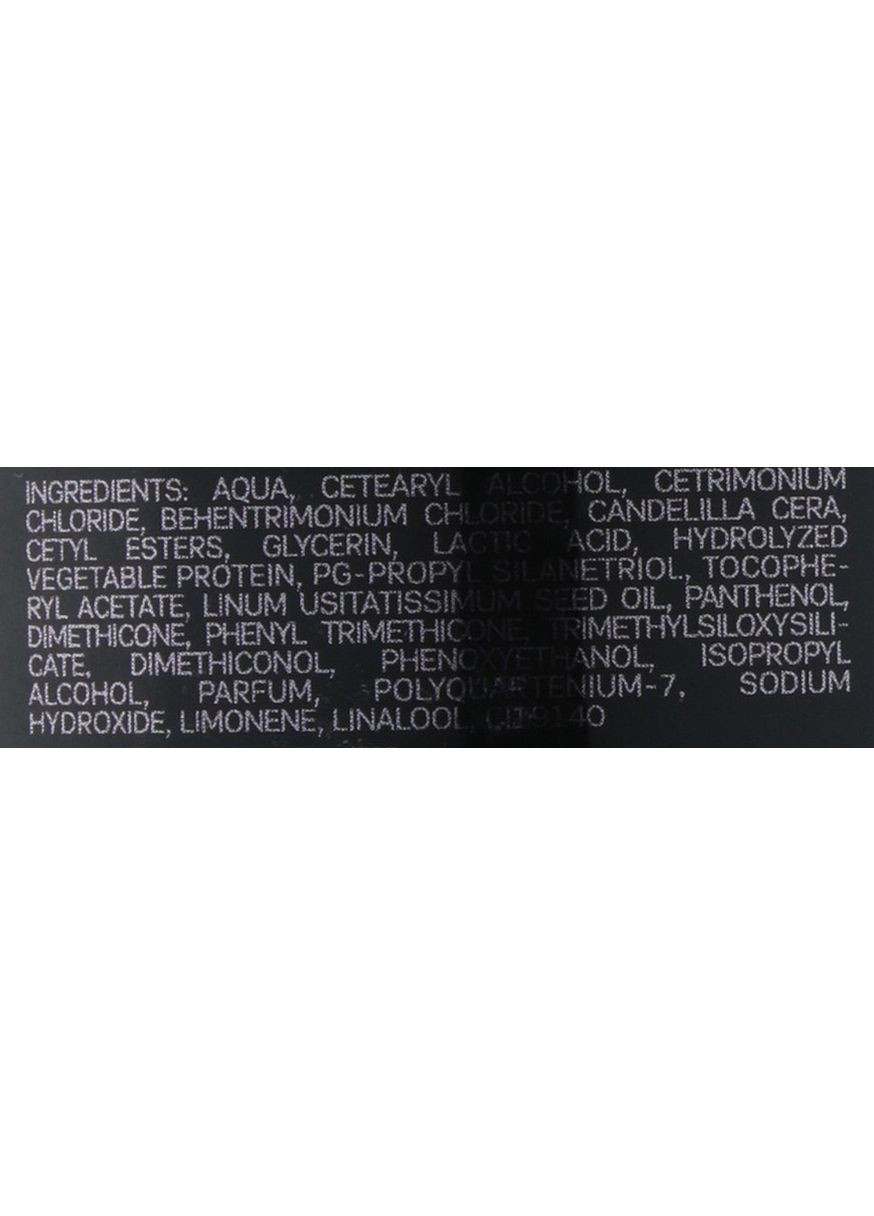 INGREDIENTS: AQUA, CETEARYL ALCOHOL, CETRIMONIUM
CHLORIDE, BEHENTRIMONIUM CHLORIDE, CANDELILLA CERA,
CETYL ESTERS, GLYCERIN, LACTIC ACID, HYDROLYZED
VEGETABLE PROTEIN, PG-PROPYL SILANETRIOL, TOCOPHE-
RYL ACETATE, LINUM USITATISSIMUM SEED OIL, PANTHENOL,
DIMETHICONE, PHENYL TRIMETHICONE, TRIMETHYLSILOXYSILI-
CATE, DIMETHICONOL, PHENOXYETHANOL, ISOPROPYL
ALCOHOL, PARFUM, POLYQUARTENIUM-7, SODIUM
HYDROXIDE, LIMONENE, LINALOOL, CI19140